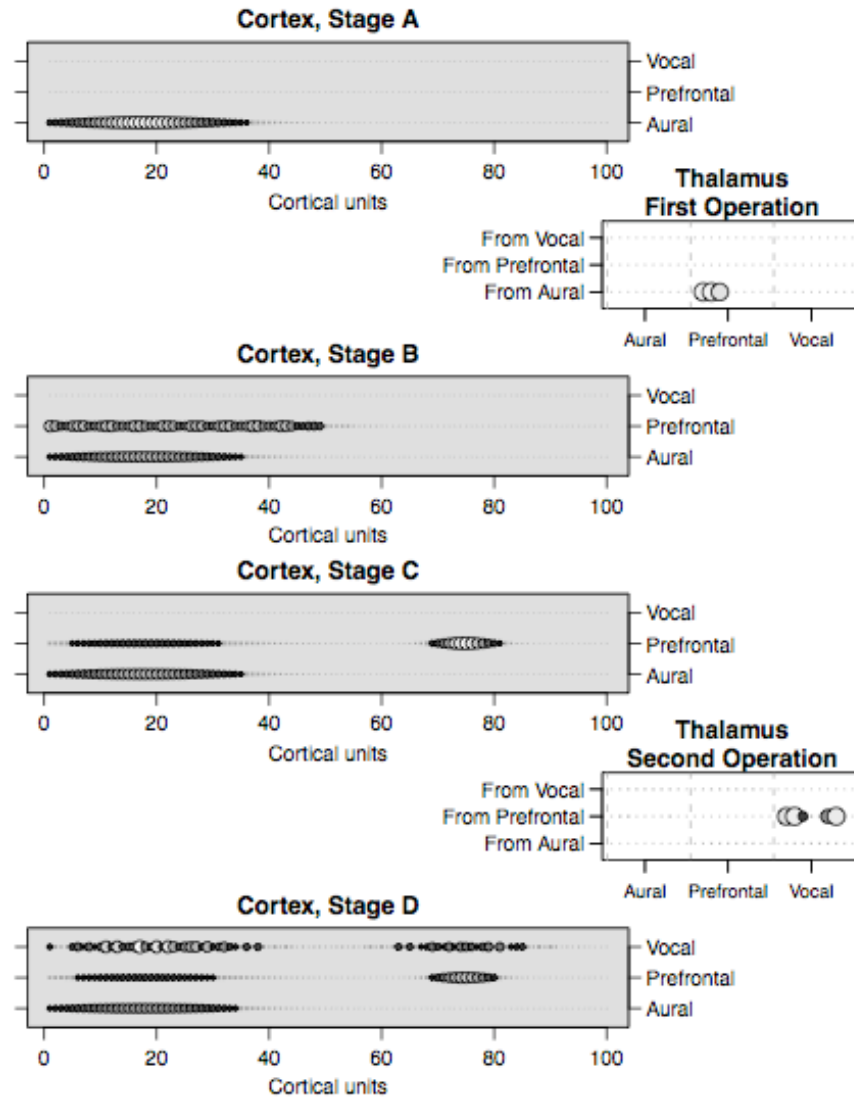 Cortex, Stage A
Vocal
Prefrontal
Aural
0 20 40 60 80 100
Cortical units
Thalamus
First Operation
From Vocal
From Prefrontal
From Aural
Aural Prefrontal Vocal
Cortex, Stage B
Vocal
Prefrontal
Aural
0 20 40 60 80 100
Cortical units
Cortex, Stage C
Vocal
Prefrontal
Aural
0 20 40 60 80 100
Cortical units
Thalamus
Second Operation
From Vocal
From Prefrontal
From Aural
Aural Prefrontal Vocal
Cortex, Stage D
Vocal
Prefrontal
Aural
0 20 40 60 80 100
Cortical units